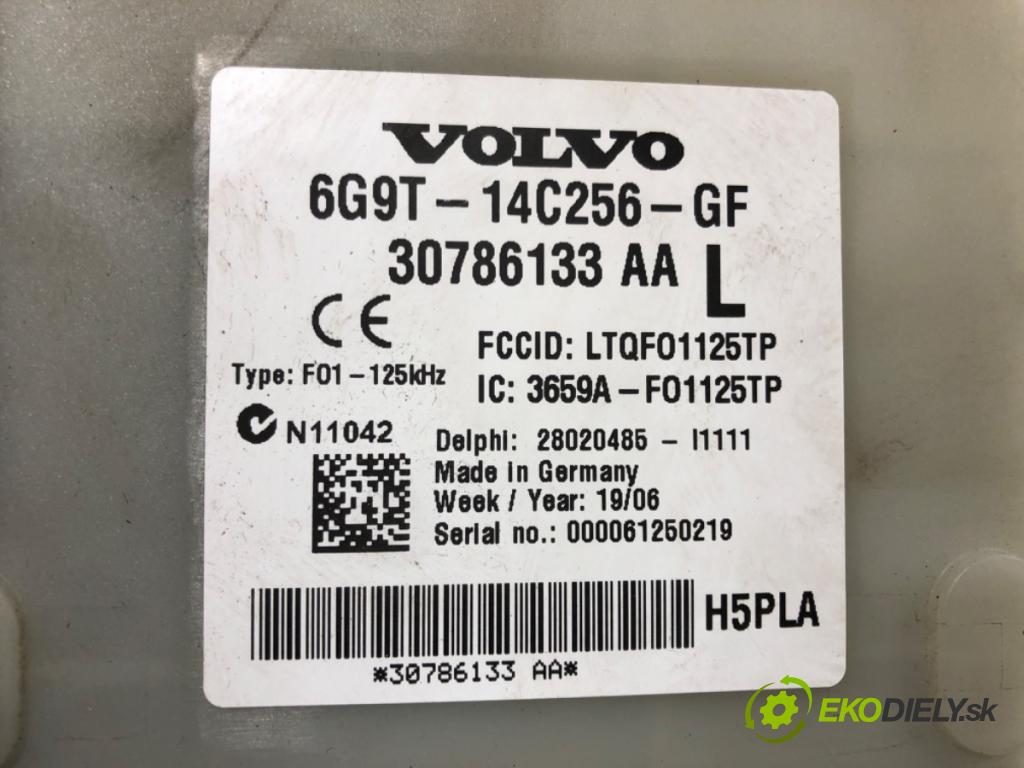 VOLVO
6G9T-14C256-GF
30786133 AA L
CE
FCCID: LTQFO1125TP
Type: FO1-125kHz
IC: 3659A-FO1125TP
N11042
Delphi: 28020485 - I1111
Made in Germany
Week / Year: 19/06
Serial no.: 000061250219
H5PLA
*30786133 AA*
EKODIELY.sk